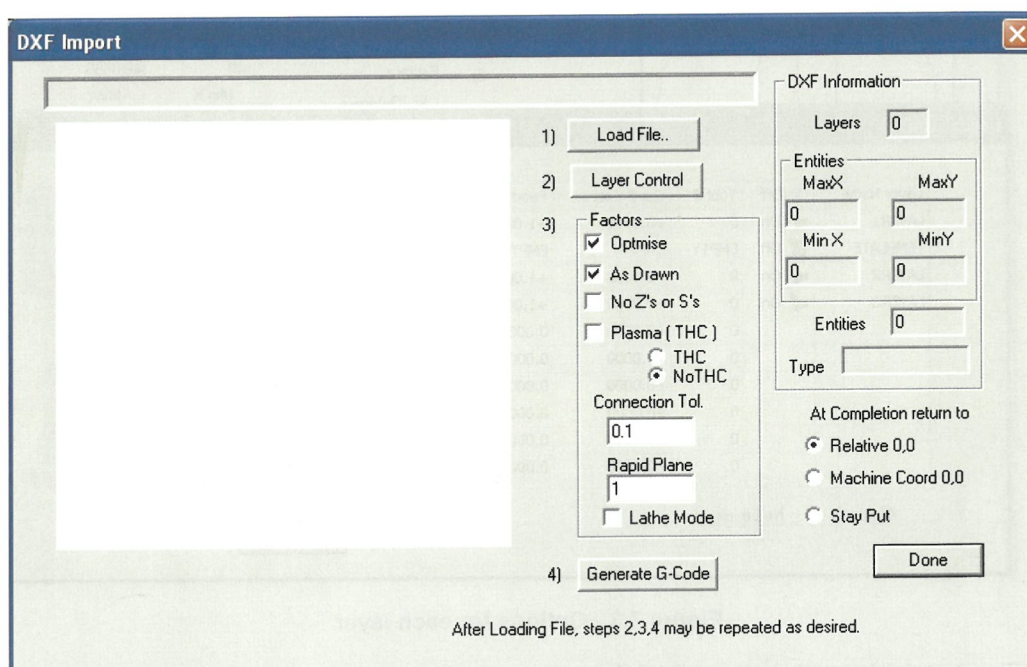 DXF Import
DXF Information
Layers 0
Entities
MaxX MaxY
0 0
Min X MinY
0 0
Entities 0
Type
1) Load File..
2) Layer Control
3) Factors
Optmise
As Drawn
No Z's or S's
Plasma ( THC )
THC
NoTHC
Connection Tol.
0.1
Rapid Plane
1
Lathe Mode
At Completion return to
Relative 0,0
Machine Coord 0,0
Stay Put
Done
4) Generate G-Code
After Loading File, steps 2,3,4 may be repeated as desired.